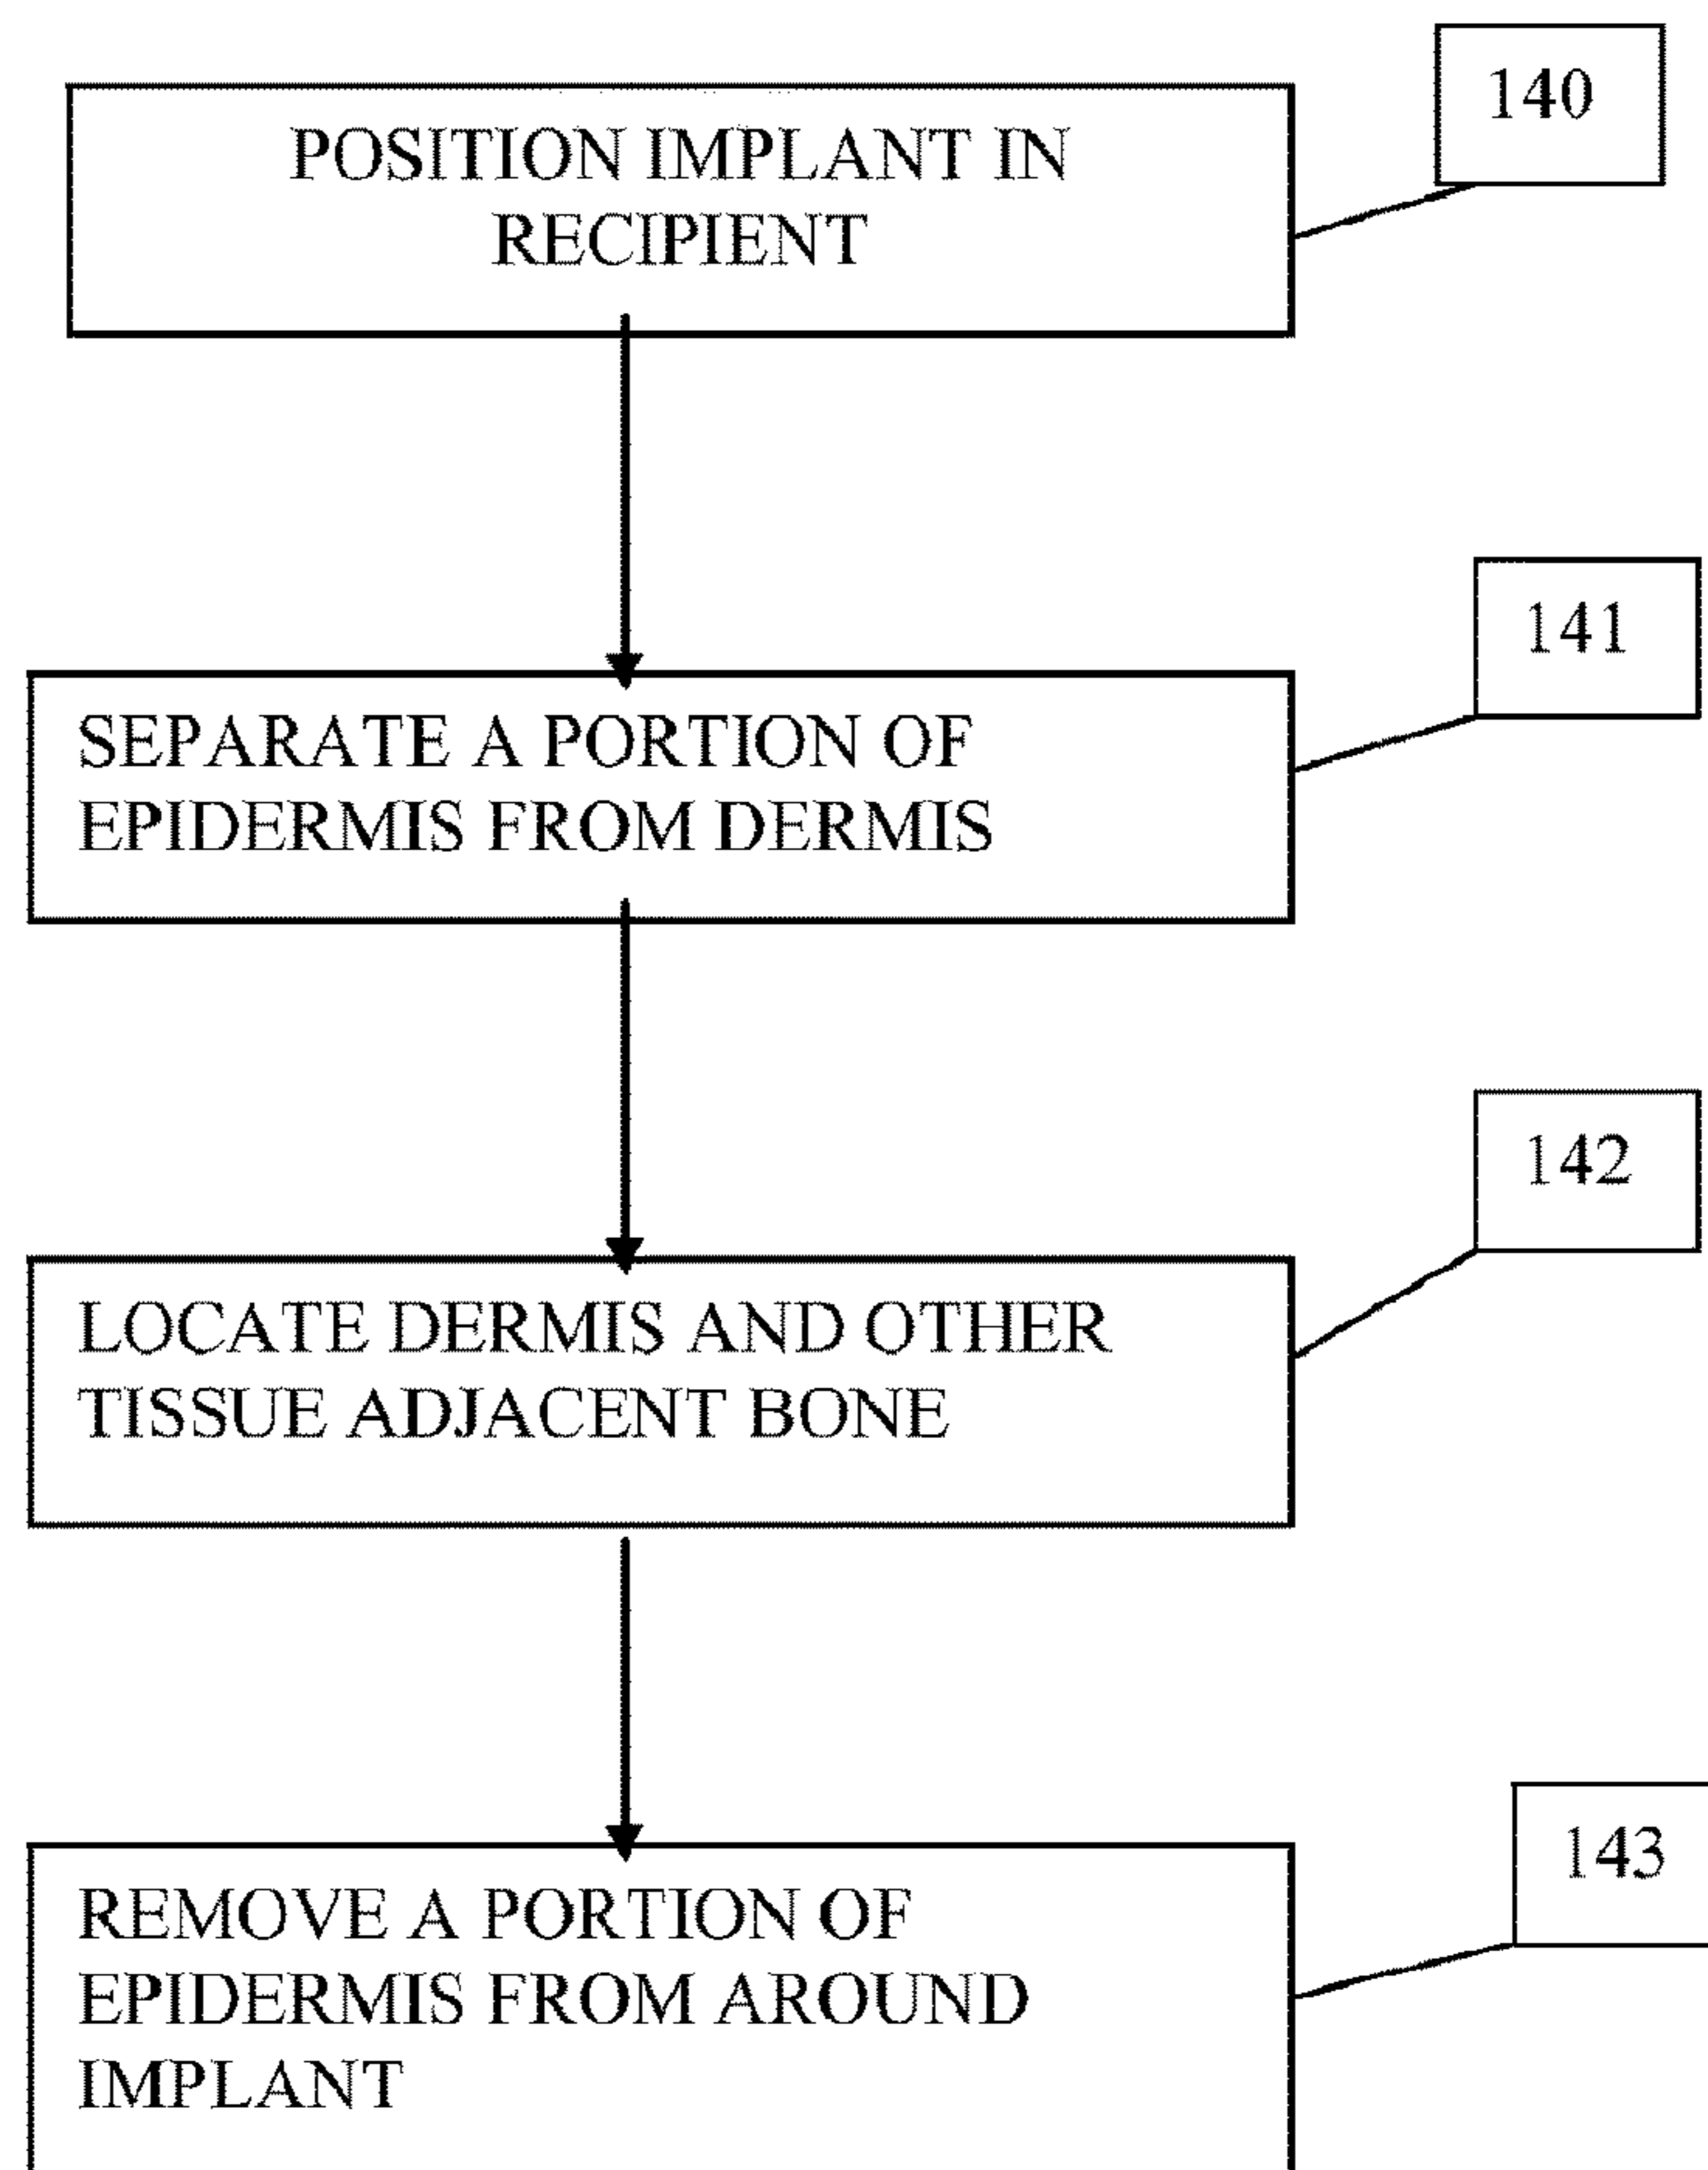 140
POSITION IMPLANT IN
RECIPIENT
141
SEPARATE A PORTION OF
EPIDERMIS FROM DERMIS
142
LOCATE DERMIS AND OTHER
TISSUE ADJACENT BONE
143
REMOVE A PORTION OF
EPIDERMIS FROM AROUND
IMPLANT